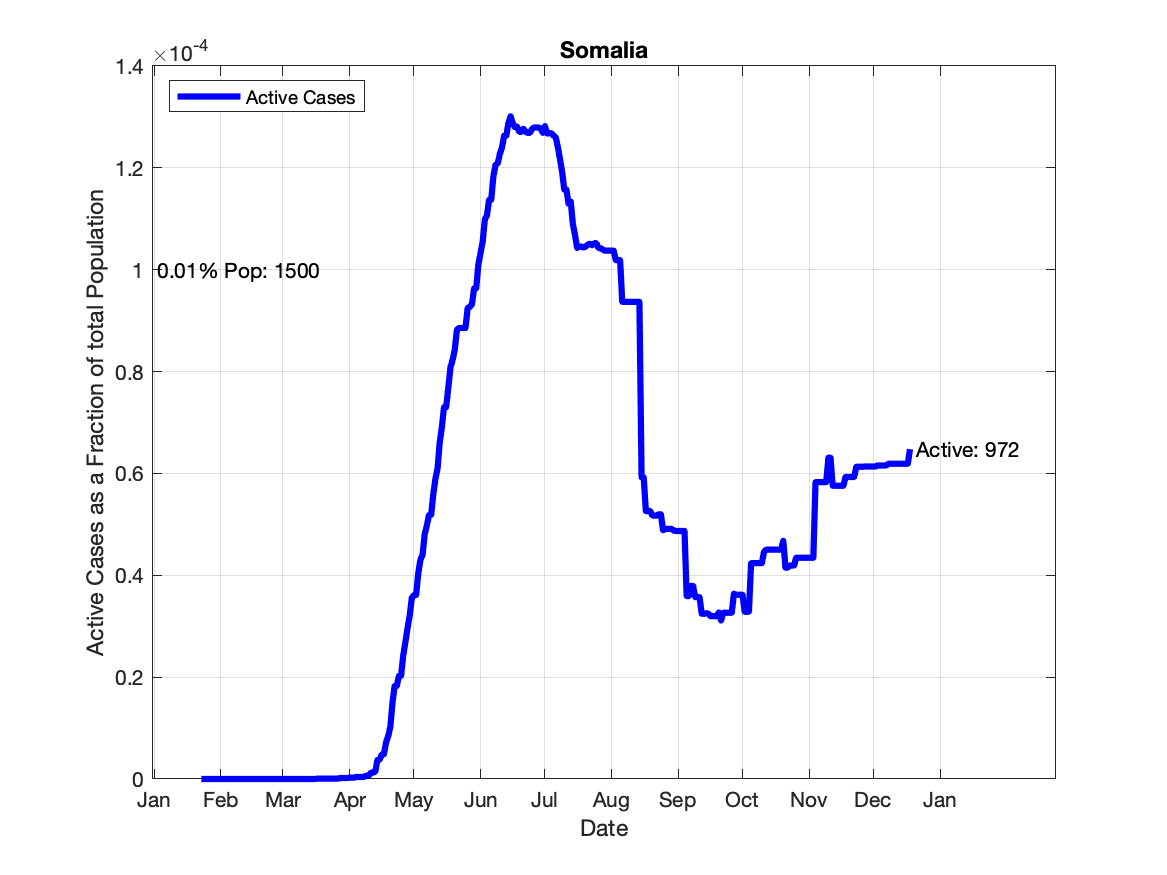 Somalia
×10-4
Active Cases
1.4
1.2
1
0.8
0.6
0.4
0.2
0
0.01% Pop: 1500
Active: 972
Active Cases as a Fraction of total Population
Jan Feb Mar Apr May Jun Jul Aug Sep Oct Nov Dec Jan
Date